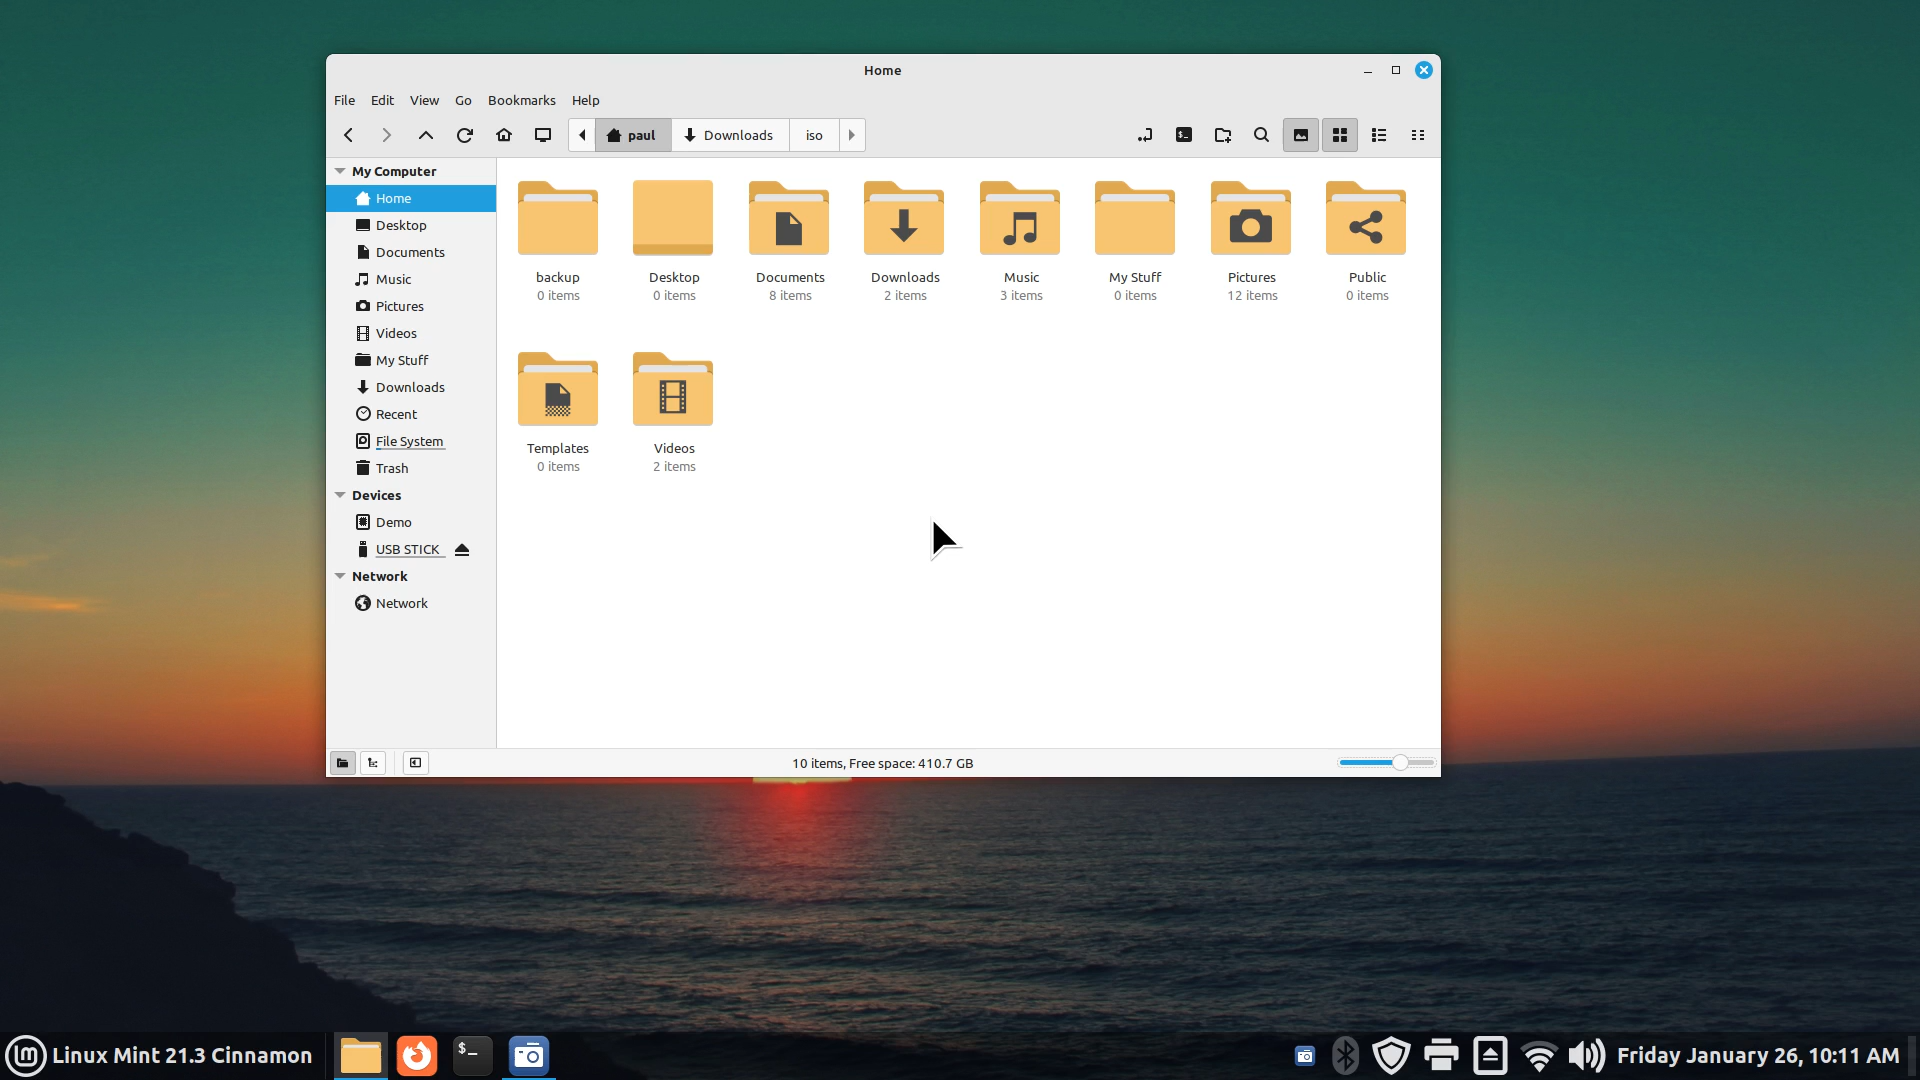 Home
File Edit View Go Bookmarks Help
paul Downloads iso
My Computer
Home
Desktop
Documents
Music
Pictures
Videos
My Stuff
Downloads
Recent
File System
Trash
Devices
Demo
USB STICK
Network
Network
backup Desktop Documents Downloads Music My Stuff Pictures Public
0 items 0 items 8 items 2 items 3 items 0 items 12 items 0 items
Templates Videos
0 items 2 items
10 items, Free space: 410.7 GB
Linux Mint 21.3 Cinnamon $_ Friday January 26, 10:11 AM